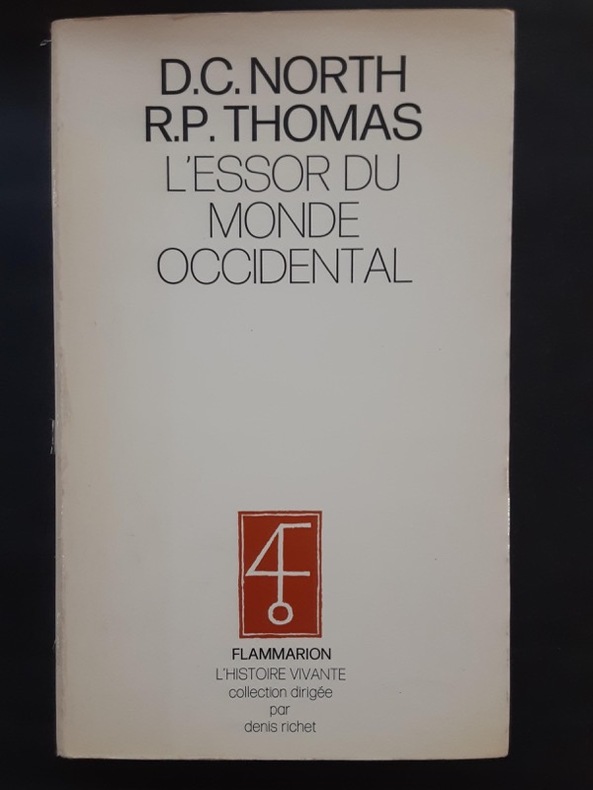 D.C. NORTH
R.P. THOMAS
L'ESSOR DU
MONDE
OCCIDENTAL
FLAMMARION
L'HISTOIRE VIVANTE
collection dirigée
par
denis richet